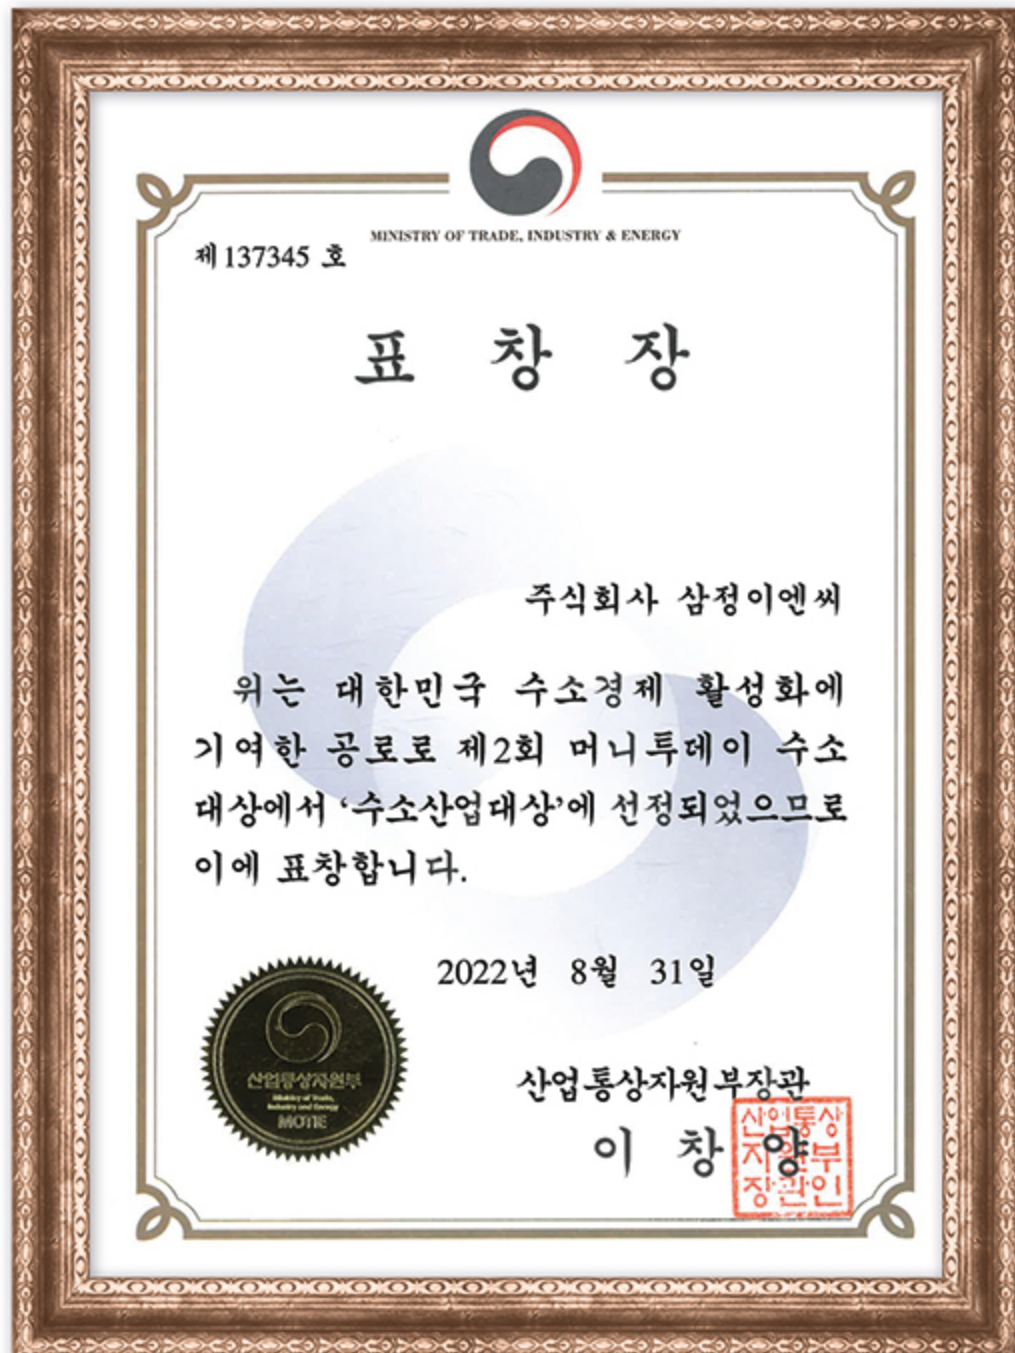 MINISTRY OF TRADE, INDUSTRY & ENERGY
제 137345 호
표 창 장
주식회사 삼정이엔씨
위는 대한민국 수소경제 활성화에
기여한 공로로 제2회 머니투데이 수소
대상에서 ‘수소산업대상’에 선정되었으므로
이에 표창합니다.
2022년 8월 31일
산업통상자원부
Ministry of Trade,
Industry and Energy
MOTIE
산업통상자원부장관
이 창 양
산업통상
자원부
장관인